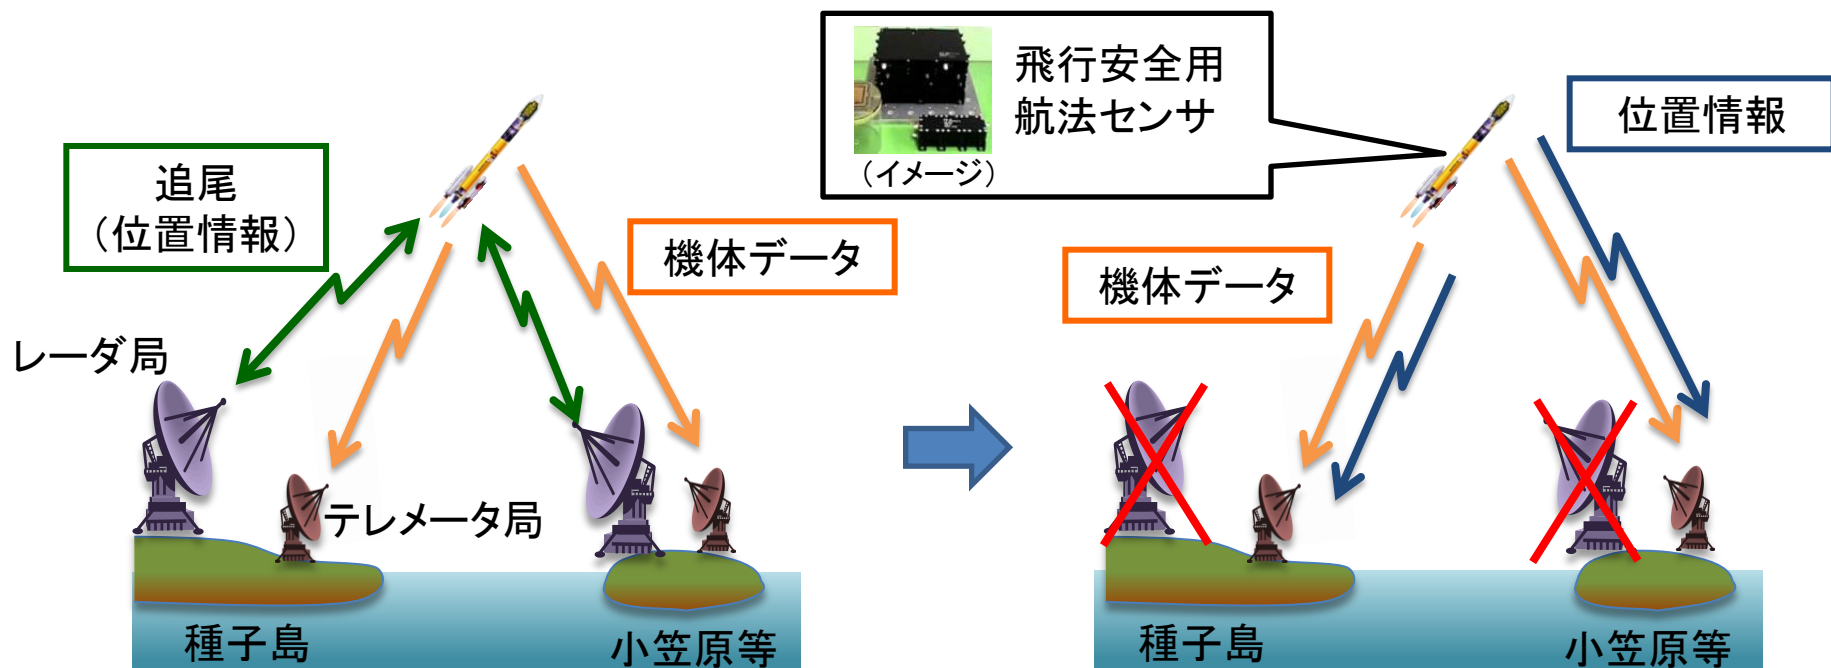 追尾
（位置情報）
機体データ
レーダ局
テレメータ局
種子島
小笠原等
飛行安全用
航法センサ
（イメージ）
位置情報
機体データ
種子島
小笠原等